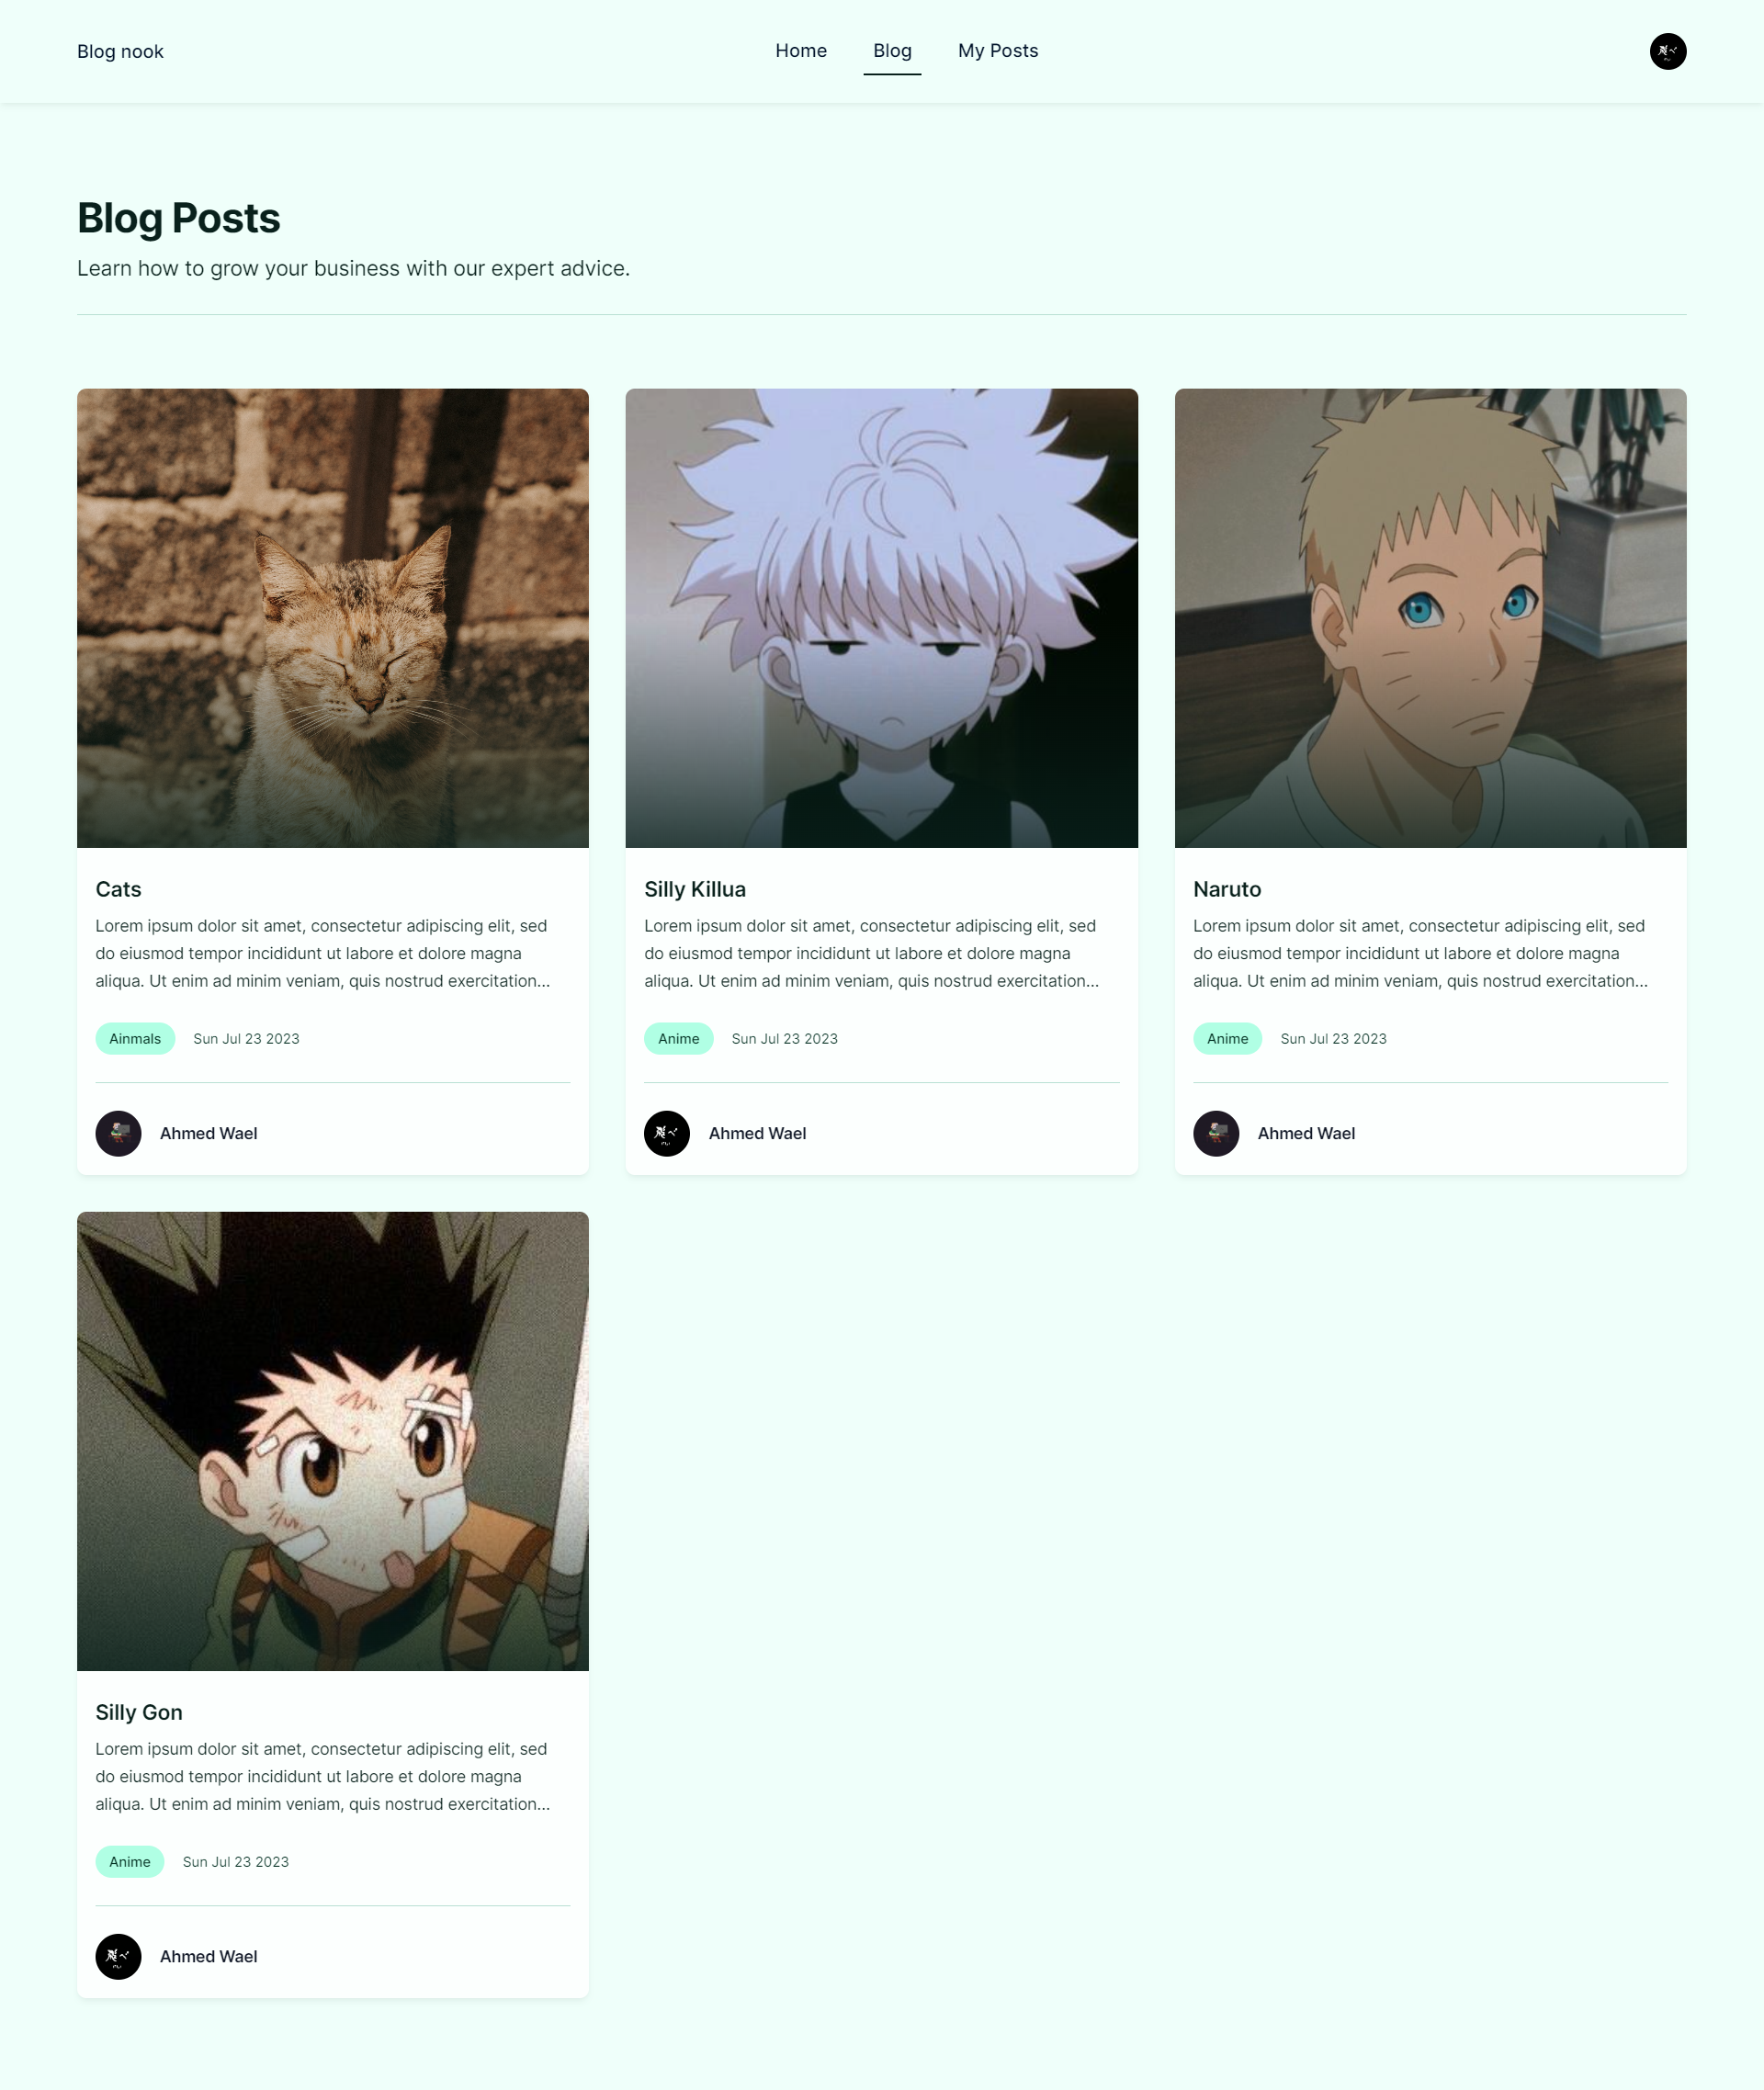 Blog nook
Home
Blog
My Posts
Blog Posts
Learn how to grow your business with our expert advice.
Cats
Lorem ipsum dolor sit amet, consectetur adipiscing elit, sed
do eiusmod tempor incididunt ut labore et dolore magna
aliqua. Ut enim ad minim veniam, quis nostrud exercitation...
Ainmals
Sun Jul 23 2023
Ahmed Wael
Silly Killua
Lorem ipsum dolor sit amet, consectetur adipiscing elit, sed
do eiusmod tempor incididunt ut labore et dolore magna
aliqua. Ut enim ad minim veniam, quis nostrud exercitation...
Anime
Sun Jul 23 2023
Ahmed Wael
Naruto
Lorem ipsum dolor sit amet, consectetur adipiscing elit, sed
do eiusmod tempor incididunt ut labore et dolore magna
aliqua. Ut enim ad minim veniam, quis nostrud exercitation...
Anime
Sun Jul 23 2023
Ahmed Wael
Silly Gon
Lorem ipsum dolor sit amet, consectetur adipiscing elit, sed
do eiusmod tempor incididunt ut labore et dolore magna
aliqua. Ut enim ad minim veniam, quis nostrud exercitation...
Anime
Sun Jul 23 2023
Ahmed Wael